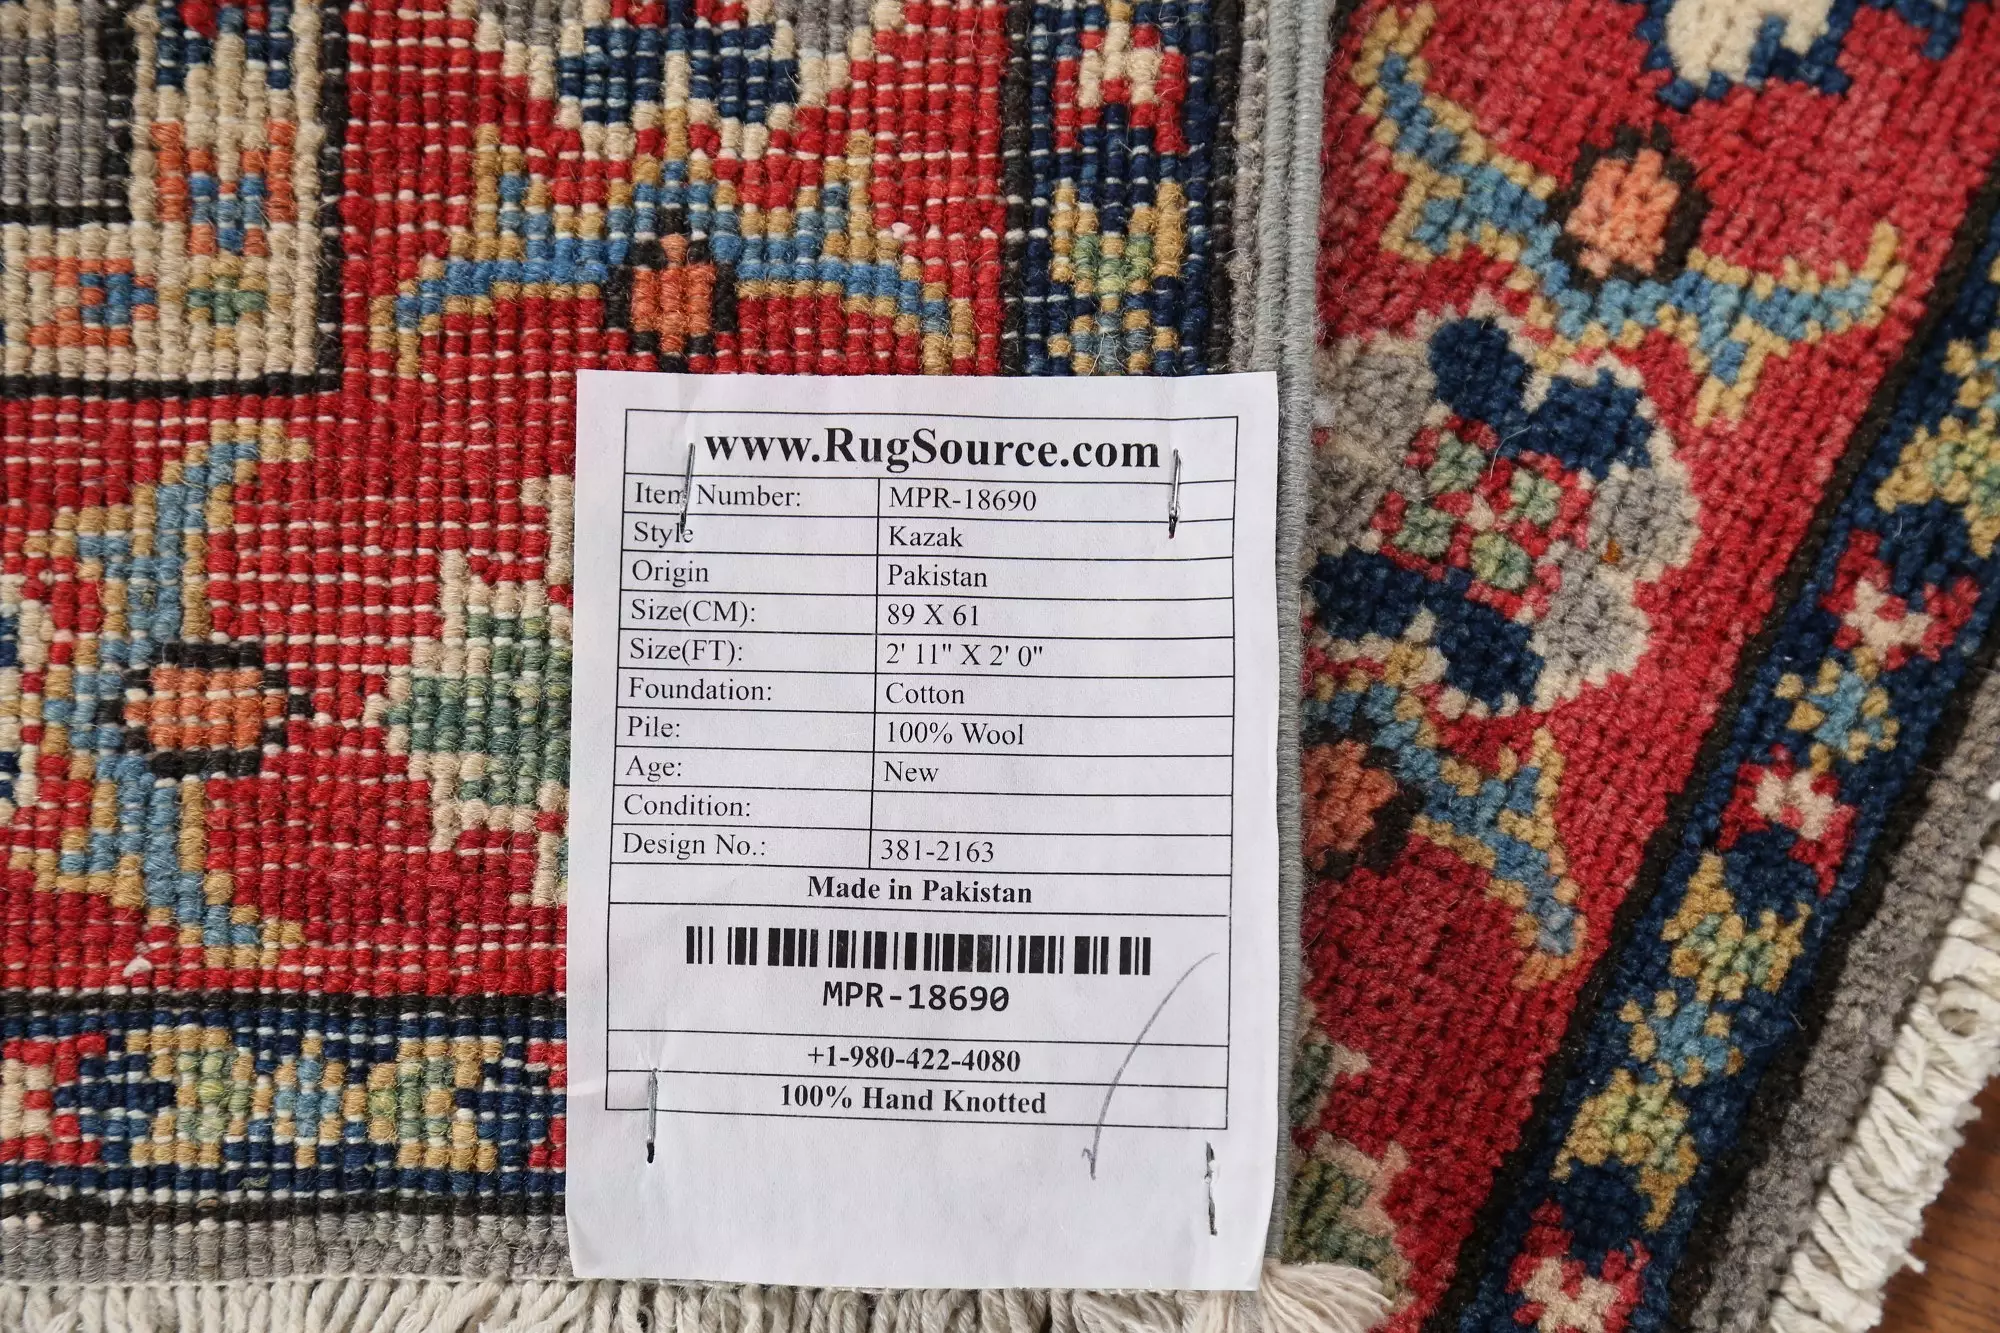 www.RugSource.com
Item Number: MPR-18690
Style Kazak
Origin Pakistan
Size(CM): 89 X 61
Size(FT): 2' 11" X 2' 0"
Foundation: Cotton
Pile: 100% Wool
Age: New
Condition:
Design No.: 381-2163
Made in Pakistan
MPR-18690
+1-980-422-4080
100% Hand Knotted